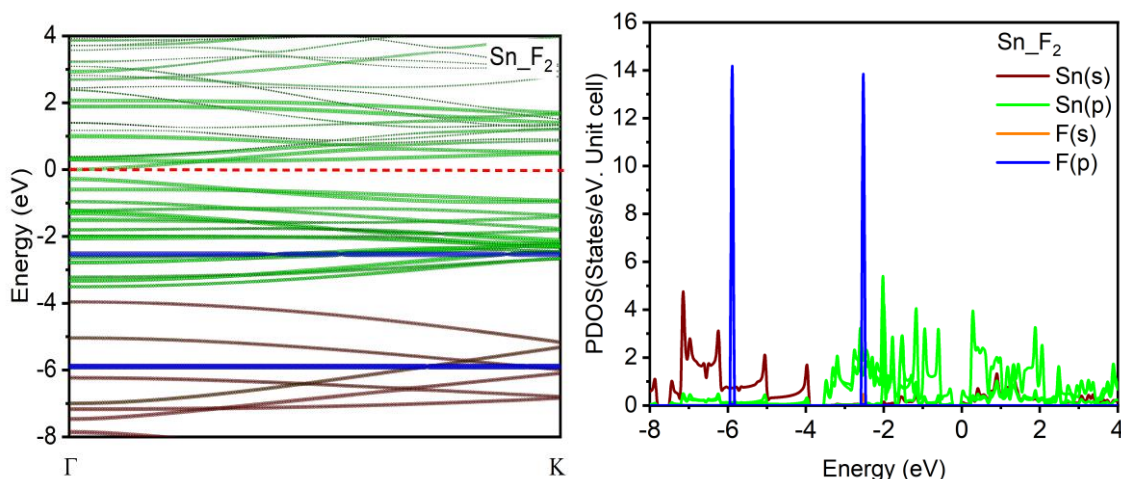 Sn_F₂
Energy (eV)
4
2
0
-2
-4
-6
-8
Γ
K
PDOS(States/eV. Unit cell)
16
14
12
10
8
6
4
2
0
Sn_F₂
Sn(s)
Sn(p)
F(s)
F(p)
-8
-6
-4
-2
0
2
4
Energy (eV)